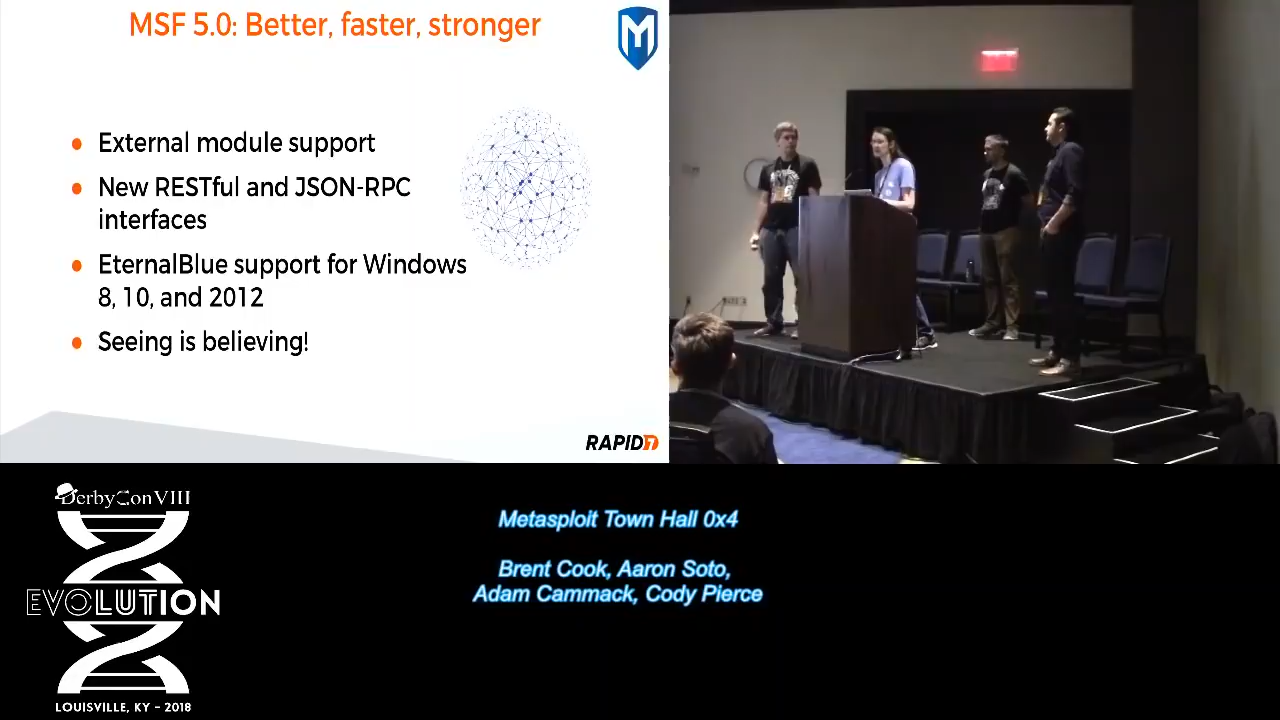 MSF 5.0: Better, faster, stronger
External module support
New RESTful and JSON-RPC
interfaces
EternalBlue support for Windows
8, 10, and 2012
Seeing is believing!
RAPID7
DerbyCon VIII
EVOLUTION
LOUISVILLE, KY - 2018
Metasploit Town Hall 0x4
Brent Cook, Aaron Soto,
Adam Cammack, Cody Pierce